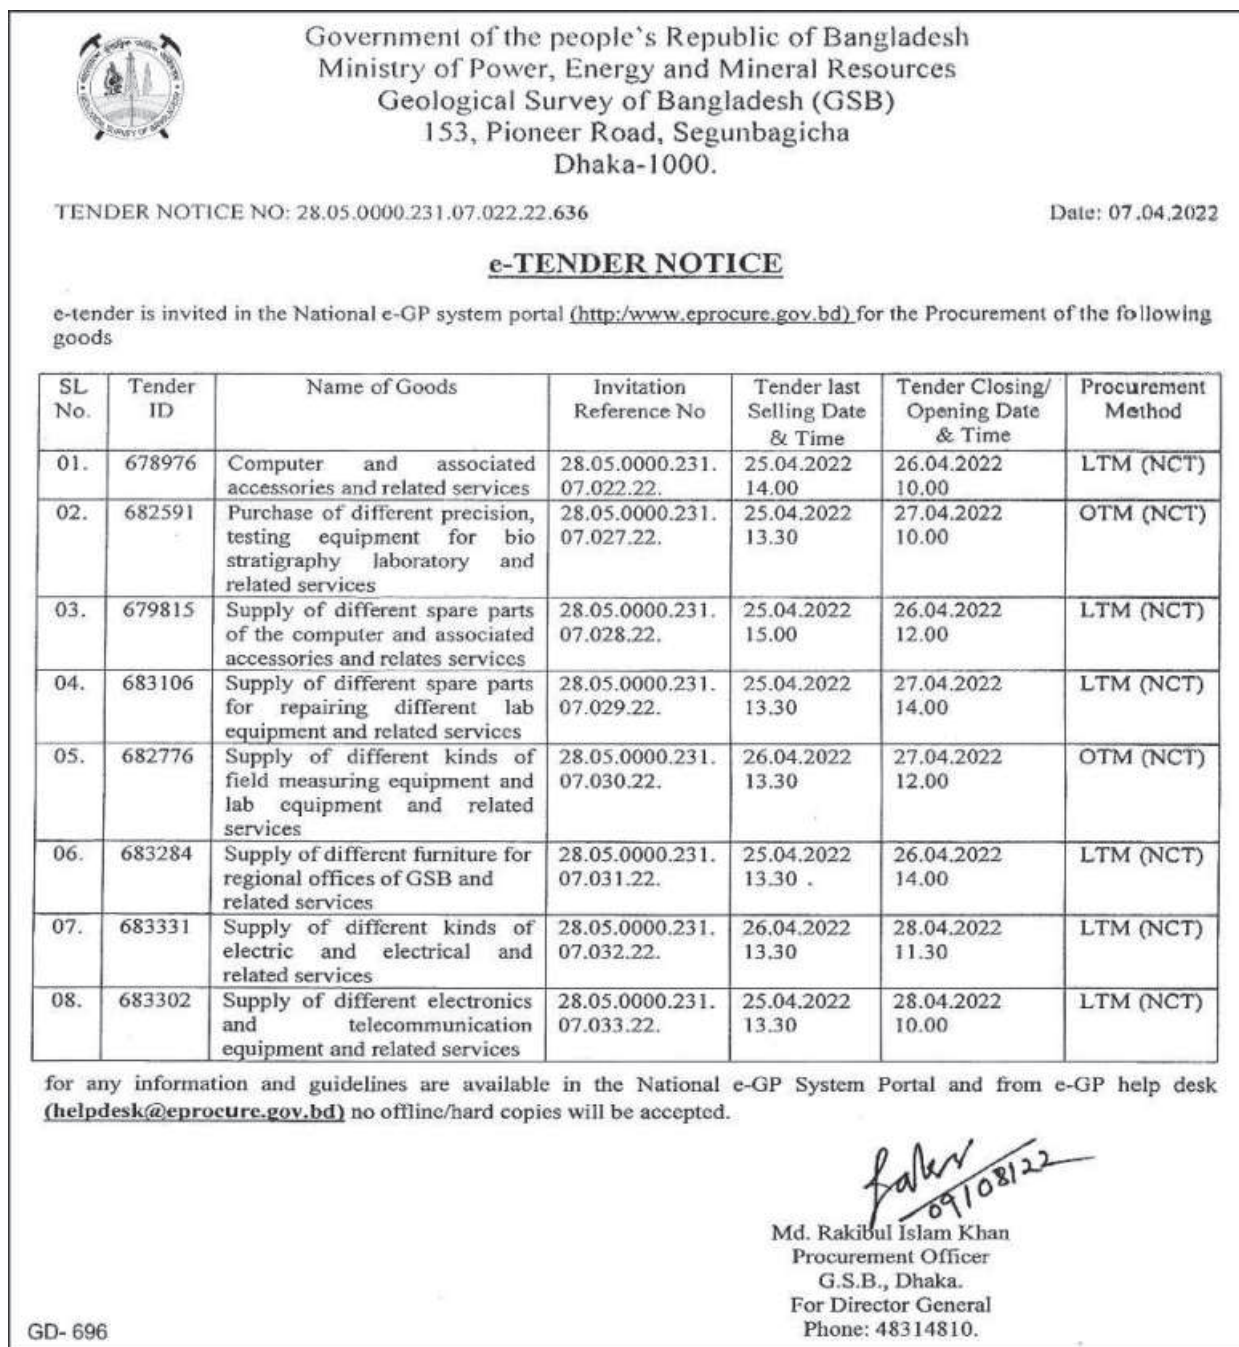 Government of the people's Republic of Bangladesh
Ministry of Power, Energy and Mineral Resources
Geological Survey of Bangladesh (GSB)
153, Pioneer Road, Segunbagicha
Dhaka-1000.
TENDER NOTICE NO: 28.05.0000.231.07.022.22.636 Date: 07.04.2022
e-TENDER NOTICE
e-tender is invited in the National e-GP system portal (http:/www.eprocure.gov.bd) for the Procurement of the following
goods
SL No. Tender ID Name of Goods Invitation Reference No Tender last Selling Date & Time Tender Closing/ Opening Date & Time Procurement Method
01. 678976 Computer and associated 28.05.0000.231. 25.04.2022 26.04.2022 LTM (NCT)
accessories and related services 07.022.22. 14.00 10.00
02. 682591 Purchase of different precision, 28.05.0000.231. 25.04.2022 27.04.2022 OTM (NCT)
testing equipment for bio 07.027.22. 13.30 10.00
stratigraphy laboratory and
related services
03. 679815 Supply of different spare parts 28.05.0000.231. 25.04.2022 26.04.2022 LTM (NCT)
of the computer and associated 07.028.22. 15.00 12.00
accessories and relates services
04. 683106 Supply of different spare parts 28.05.0000.231. 25.04.2022 27.04.2022 LTM (NCT)
for repairing different lab 07.029.22. 13.30 14.00
equipment and related services
05. 682776 Supply of different kinds of 28.05.0000.231. 26.04.2022 27.04.2022 OTM (NCT)
field measuring equipment and 07.030.22. 13.30 12.00
lab equipment and related
services
06. 683284 Supply of different furniture for 28.05.0000.231. 25.04.2022 26.04.2022 LTM (NCT)
regional offices of GSB and 07.031.22. 13.30 . 14.00
related services
07. 683331 Supply of different kinds of 28.05.0000.231. 26.04.2022 28.04.2022 LTM (NCT)
electric and electrical and 07.032.22. 13.30 11.30
related services
08. 683302 Supply of different electronics 28.05.0000.231. 25.04.2022 28.04.2022 LTM (NCT)
and telecommunication 07.033.22. 13.30 10.00
equipment and related services
for any information and guidelines are available in the National e-GP System Portal and from e-GP help desk
(helpdesk@eprocure.gov.bd) no offline/hard copies will be accepted.
09/08/22
Md. Rakibul Islam Khan
Procurement Officer
G.S.B., Dhaka.
For Director General
Phone: 48314810.
GD- 696